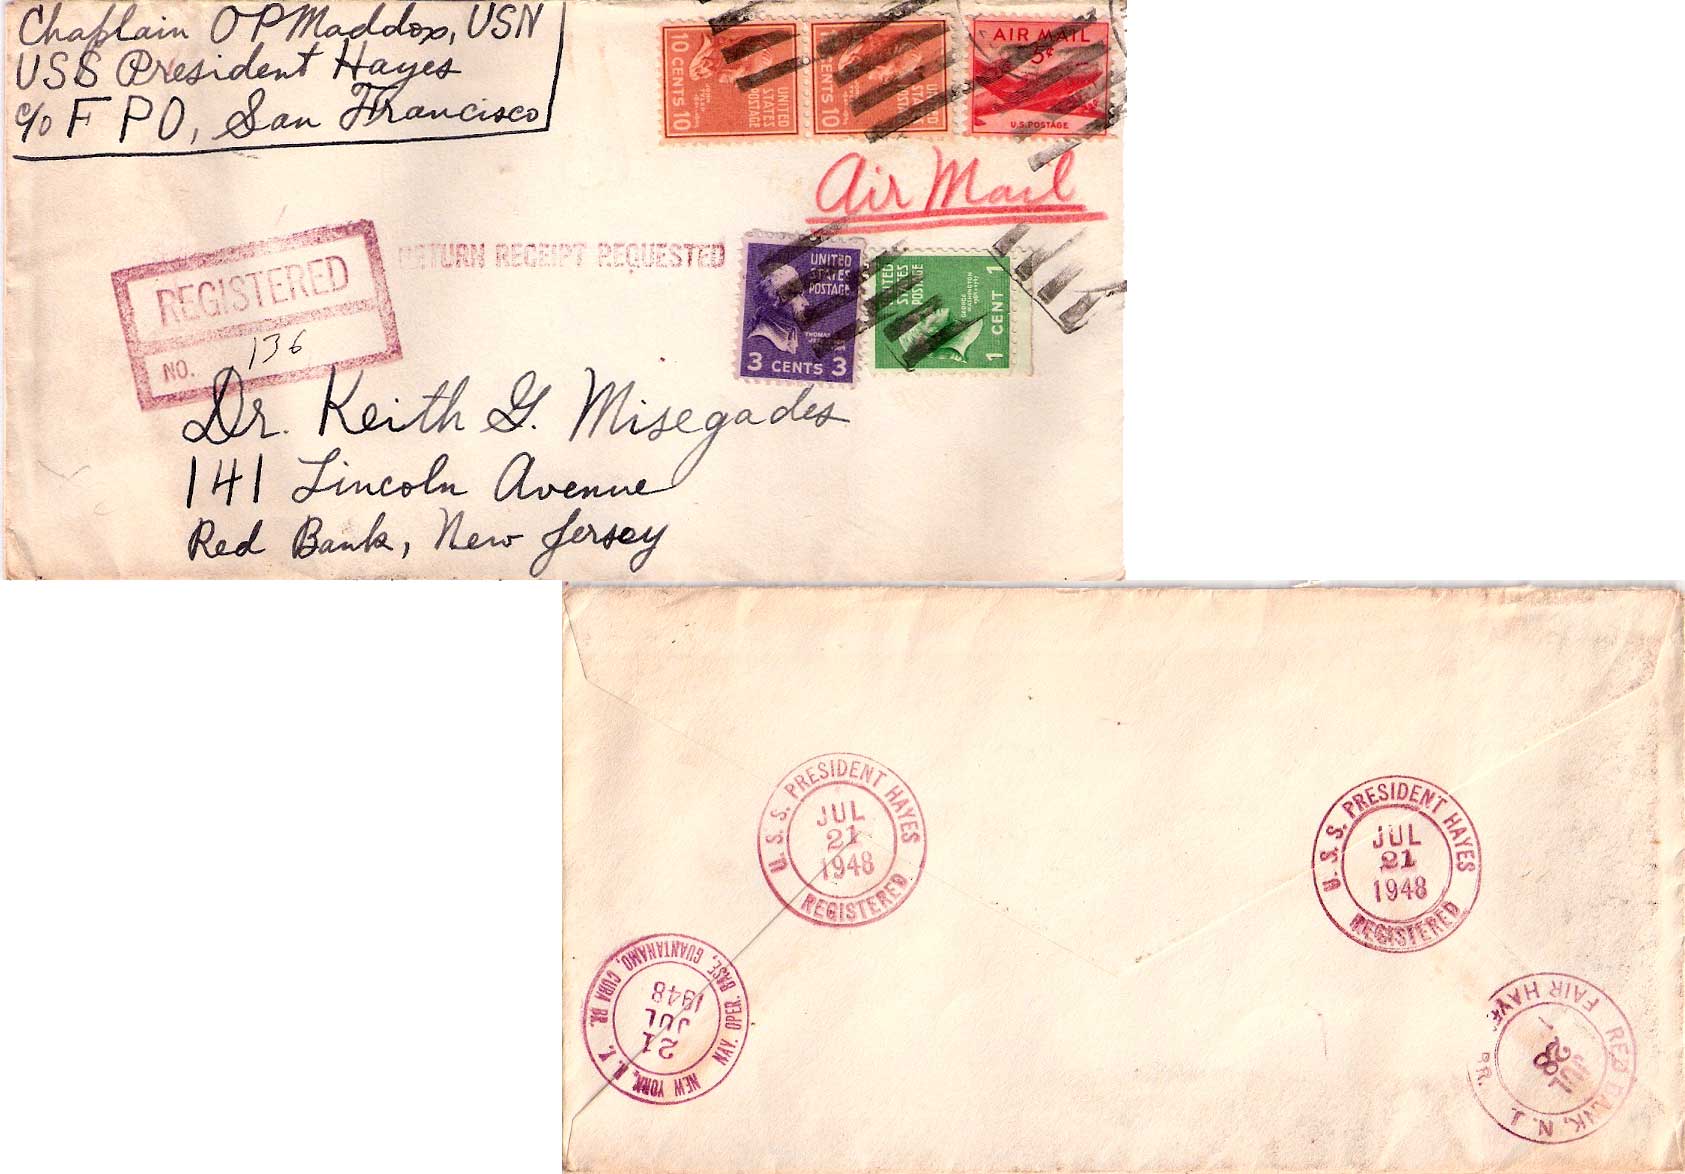 Chaplain O P Maddox, USN
USS President Hayes
c/o F P O, San Francisco
10 CENTS 10
UNITED STATES POSTAGE
1 CENTS 10
UNITED STATES POSTAGE
AIR MAIL
5¢
U.S. POSTAGE
Air Mail
RETURN RECEIPT REQUESTED
REGISTERED
NO. 136
UNITED
STATES
POSTAGE
THOMAS
3 CENTS 3
UNITED
STATES
POSTAGE
GEORGE
WASHINGTON
1 CENT 1
Dr. Keith G. Misegades
141 Lincoln Avenue
Red Bank, New Jersey
U. S. S. PRESIDENT HAYES
JUL
21
1948
REGISTERED
U. S. S. PRESIDENT HAYES
JUL
21
1948
REGISTERED
NEW YORK, N. Y.
NAV. OPER. BASE, GUANTANAMO, CUBA BR.
21
JUL
1948
RED BANK, N. J.
FAIR HAVE
BR.
JUL
28